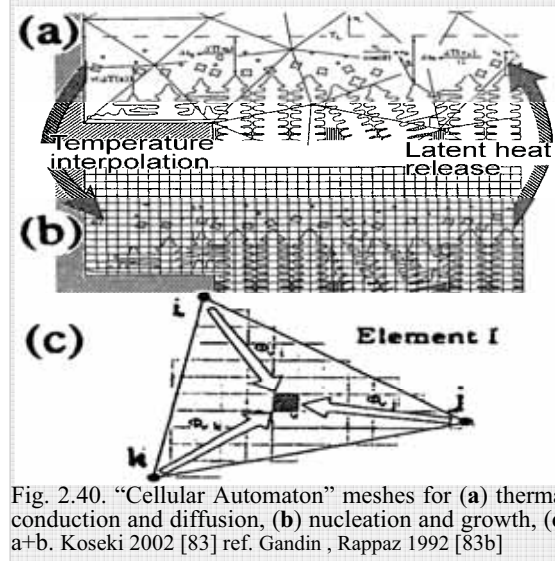 (a)
Temperature
interpolation
Latent heat
release
(b)
(c)
i
Element I
j
k
Fig. 2.40. “Cellular Automaton” meshes for (a) therma
conduction and diffusion, (b) nucleation and growth, (
a+b. Koseki 2002 [83] ref. Gandin , Rappaz 1992 [83b]